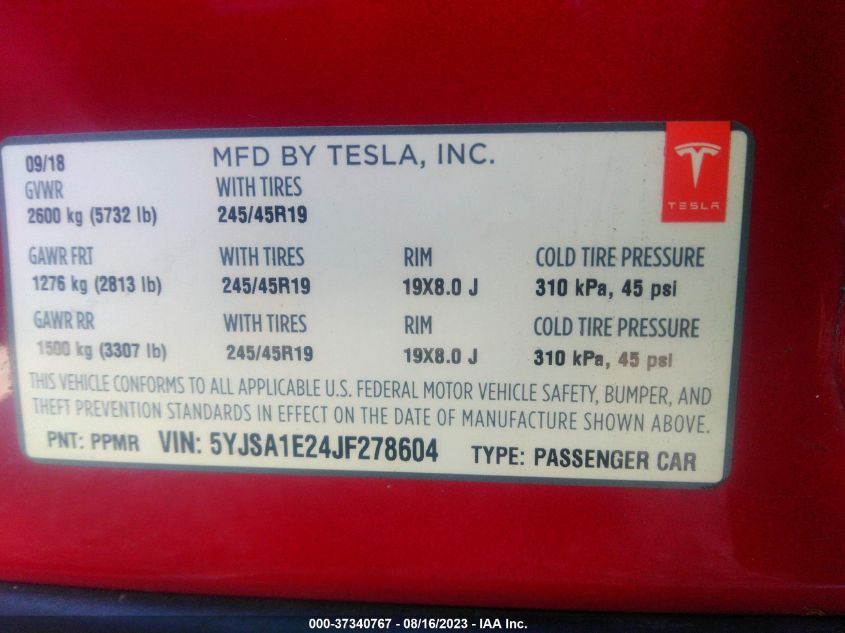 09/18 MFD BY TESLA, INC.
GVWR WITH TIRES
2600 kg (5732 lb) 245/45R19
TESLA
GAWR FRT WITH TIRES RIM COLD TIRE PRESSURE
1276 kg (2813 lb) 245/45R19 19X8.0 J 310 kPa, 45 psi
GAWR RR WITH TIRES RIM COLD TIRE PRESSURE
1500 kg (3307 lb) 245/45R19 19X8.0 J 310 kPa, 45 psi
THIS VEHICLE CONFORMS TO ALL APPLICABLE U.S. FEDERAL MOTOR VEHICLE SAFETY, BUMPER, AND
THEFT PREVENTION STANDARDS IN EFFECT ON THE DATE OF MANUFACTURE SHOWN ABOVE.
PNT: PPMR VIN: 5YJSA1E24JF278604 TYPE: PASSENGER CAR
000-37340767 - 08/16/2023 - IAA Inc.